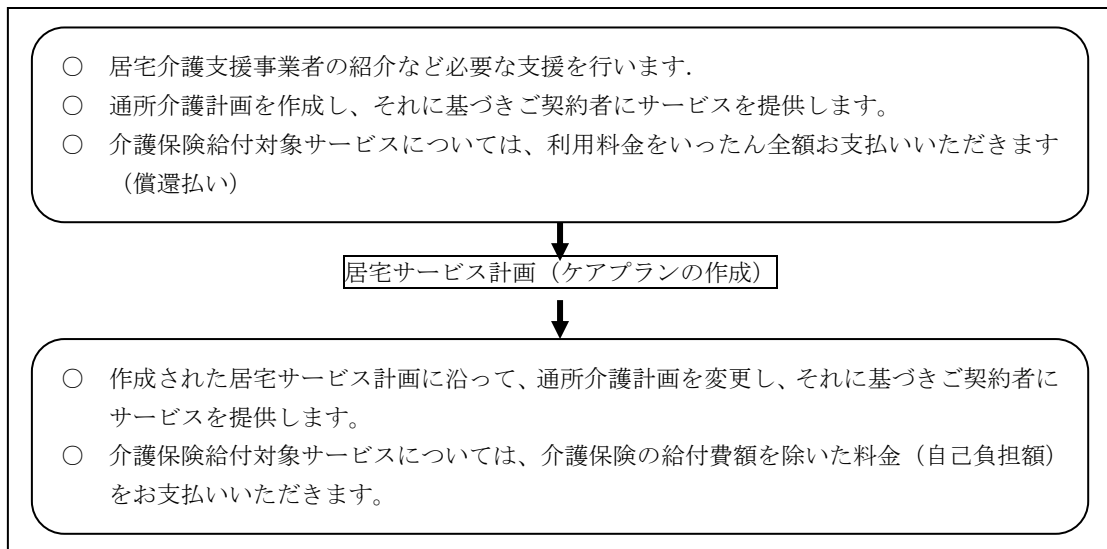 ○ 居宅介護支援事業者の紹介など必要な支援を行います.
○ 通所介護計画を作成し、それに基づきご契約者にサービスを提供します。
○ 介護保険給付対象サービスについては、利用料金をいったん全額お支払いいただきます
（償還払い）
居宅サービス計画（ケアプランの作成）
○ 作成された居宅サービス計画に沿って、通所介護計画を変更し、それに基づきご契約者に
サービスを提供します。
○ 介護保険給付対象サービスについては、介護保険の給付費額を除いた料金（自己負担額）
をお支払いいただきます。